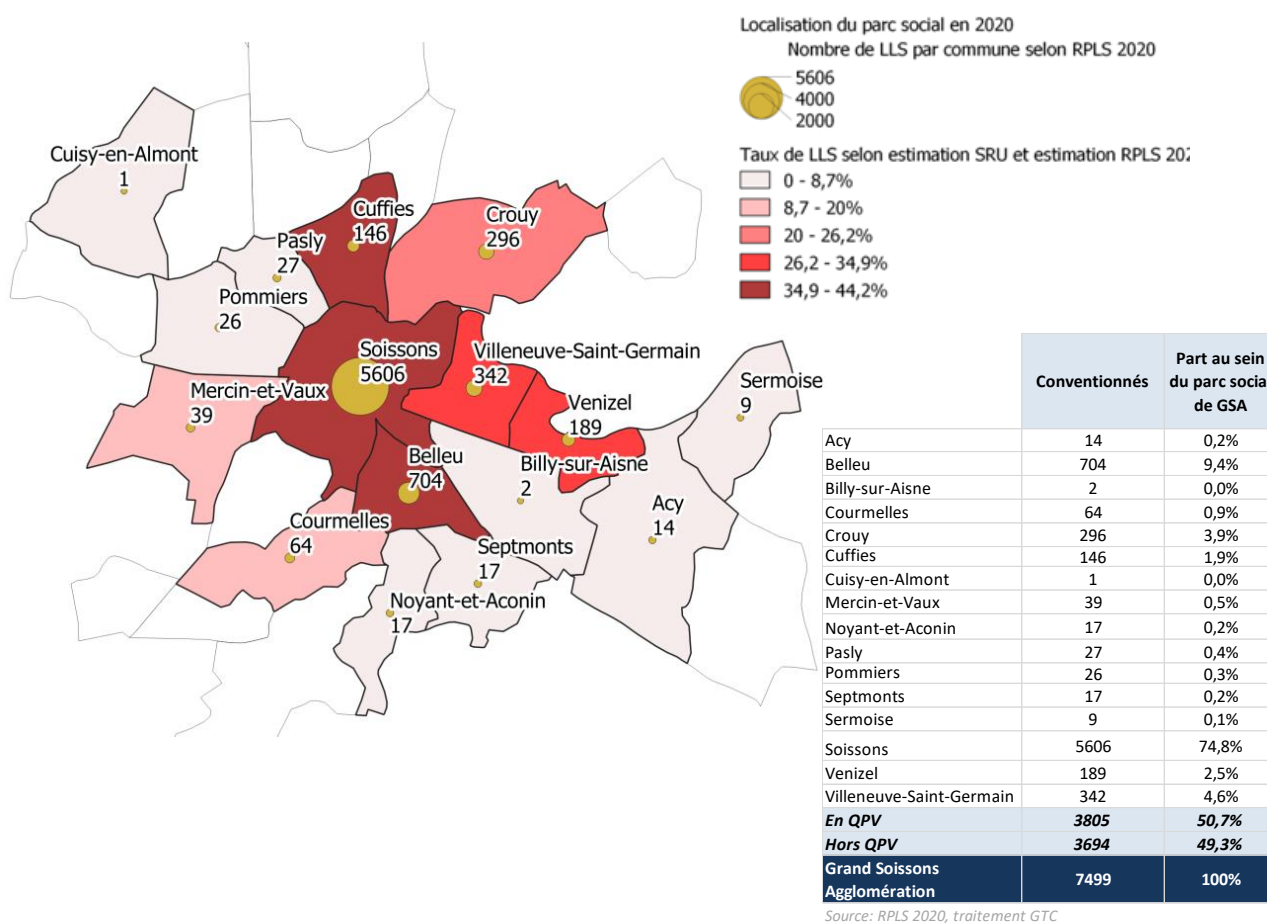 Localisation du parc social en 2020
Nombre de LLS par commune selon RPLS 2020
5606
4000
2000
Taux de LLS selon estimation SRU et estimation RPLS 202
0 - 8,7%
8,7 - 20%
20 - 26,2%
26,2 - 34,9%
34,9 - 44,2%
Cuisy-en-Almont
1
Cuffies
146
Crouy
296
Pasly
27
Pommiers
26
Soissons
5606
Villeneuve-Saint-Germain
342
Mercin-et-Vaux
39
Sermoise
9
Venizel
189
Belleu
704
Billy-sur-Aisne
2
Acy
14
Courmelles
64
Septmonts
17
Noyant-et-Aconin
17
Conventionnés
Part au sein
du parc socia
de GSA
Acy 14 0,2%
Belleu 704 9,4%
Billy-sur-Aisne 2 0,0%
Courmelles 64 0,9%
Crouy 296 3,9%
Cuffies 146 1,9%
Cuisy-en-Almont 1 0,0%
Mercin-et-Vaux 39 0,5%
Noyant-et-Aconin 17 0,2%
Pasly 27 0,4%
Pommiers 26 0,3%
Septmonts 17 0,2%
Sermoise 9 0,1%
Soissons 5606 74,8%
Venizel 189 2,5%
Villeneuve-Saint-Germain 342 4,6%
En QPV 3805 50,7%
Hors QPV 3694 49,3%
Grand Soissons
Agglomération 7499 100%
Source: RPLS 2020, traitement GTC